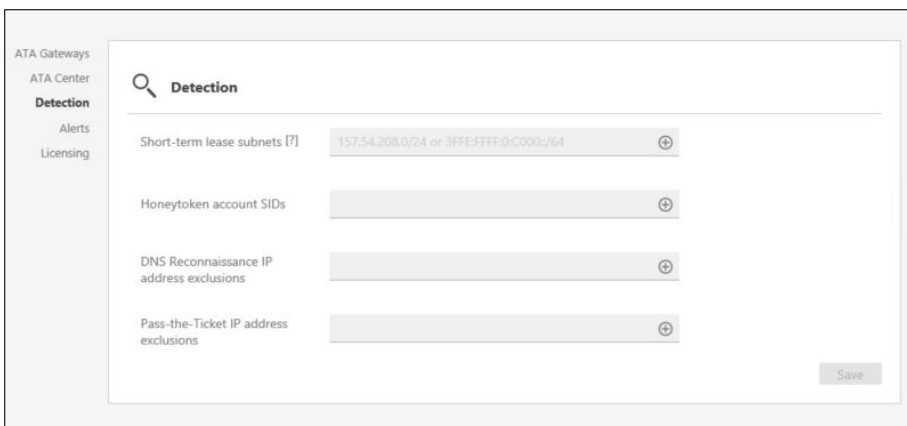 ATA Gateways
ATA Center
Detection
Alerts
Licensing
Detection
Short-term lease subnets [?]
157.54.208.0/24 or 3FFE:FFFF:0:C000::/64
Honeytoken account SIDs
DNS Reconnaissance IP
address exclusions
Pass-the-Ticket IP address
exclusions
Save